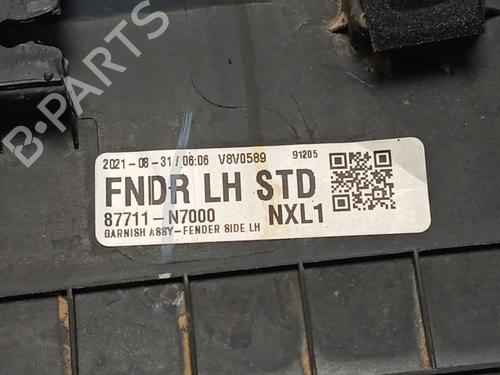 B-PARTS
2021-08-31/06:06 V8V0589 91205
FNDR LH STD
87711-N7000 NXL1
GARNISH ASSY-FENDER SIDE LH